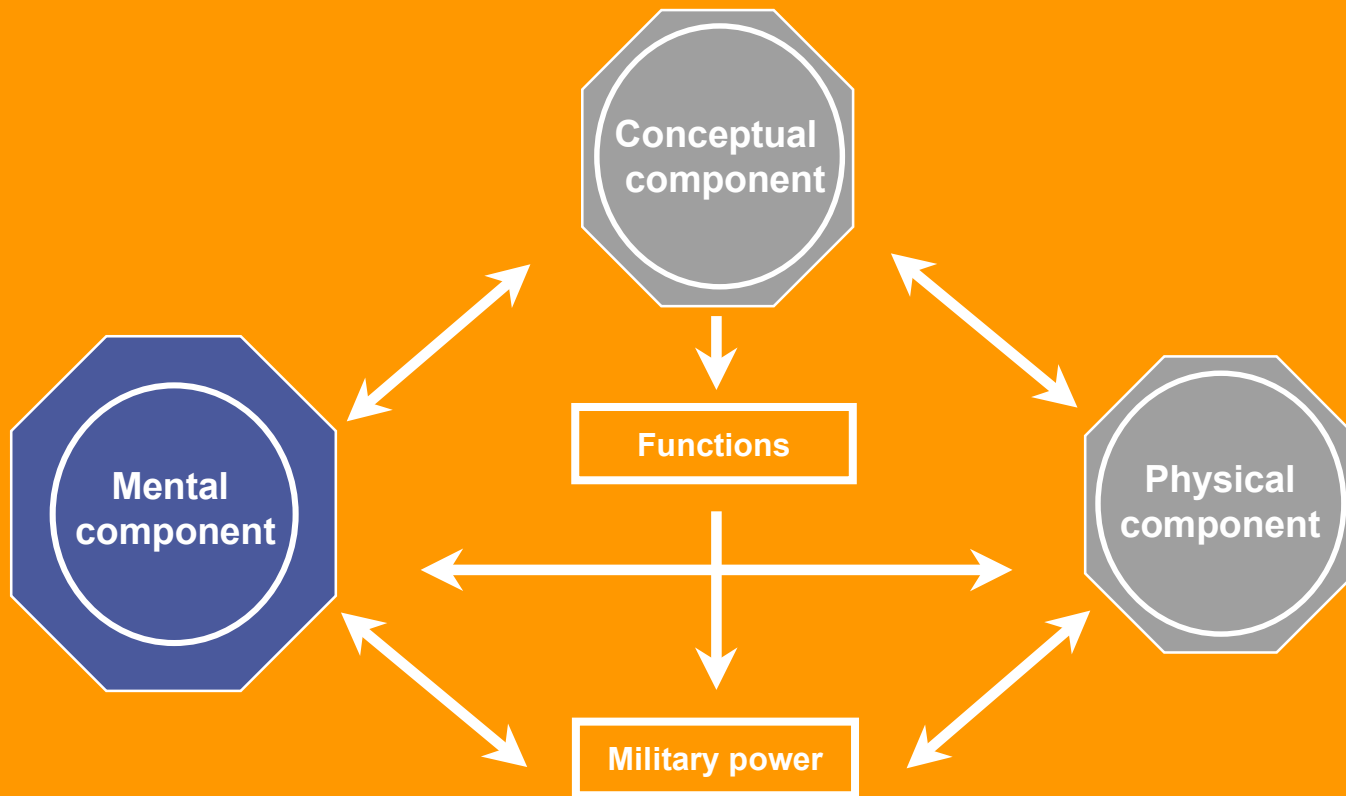 Conceptual
component
Functions
Mental
component
Physical
component
Military power